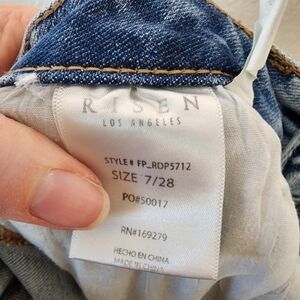 RISEN
LOS ANGELES
STYLE# FP_RDP5712
SIZE 7/28
PO#50017
RN#169279
HECHO EN CHINA
MADE IN CHINA